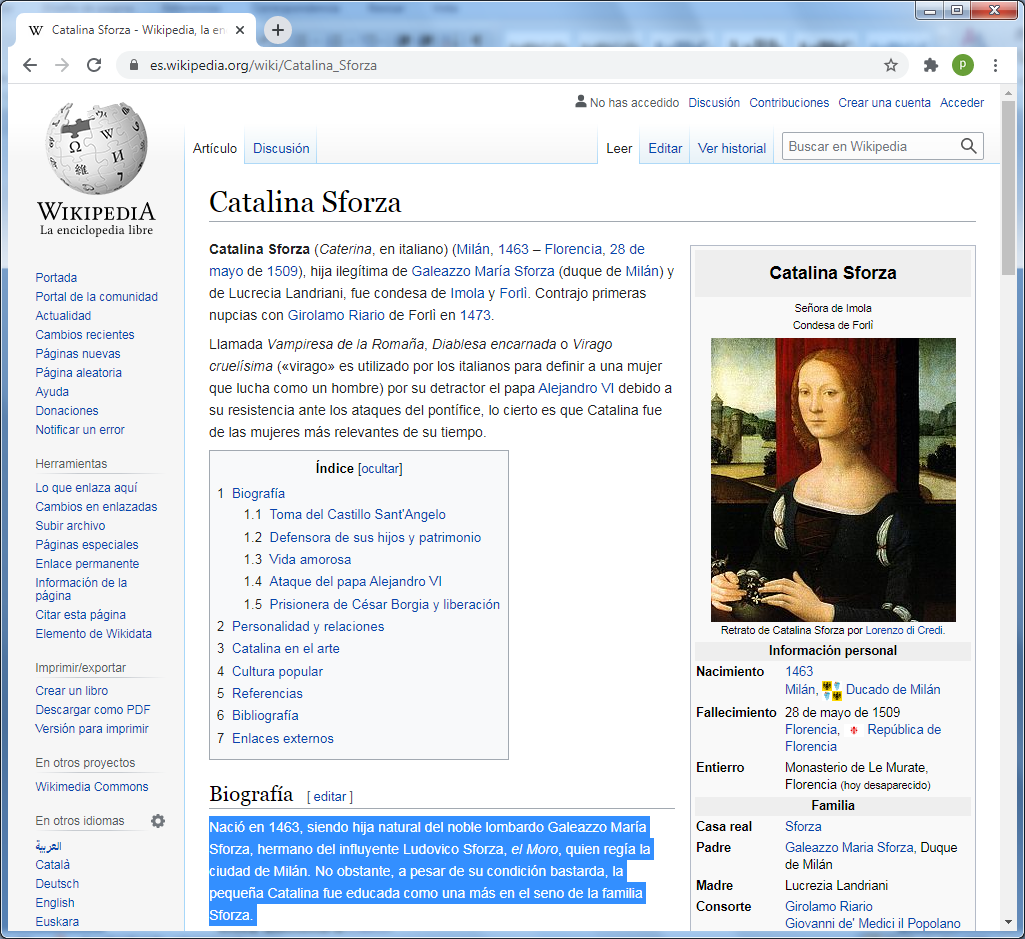 Catalina Sforza - Wikipedia, la en
es.wikipedia.org/wiki/Catalina_Sforza
p
No has accedido Discusión Contribuciones Crear una cuenta Acceder
WIKIPEDIA
La enciclopedia libre
Artículo Discusión
Leer Editar Ver historial
Buscar en Wikipedia
Portada
Portal de la comunidad
Actualidad
Cambios recientes
Páginas nuevas
Página aleatoria
Ayuda
Donaciones
Notificar un error
Herramientas
Lo que enlaza aquí
Cambios en enlazadas
Subir archivo
Páginas especiales
Enlace permanente
Información de la
página
Citar esta página
Elemento de Wikidata
Imprimir/exportar
Crear un libro
Descargar como PDF
Versión para imprimir
En otros proyectos
Wikimedia Commons
En otros idiomas
العربية
Català
Deutsch
English
Euskara
Catalina Sforza
Catalina Sforza (Caterina, en italiano) (Milán, 1463 – Florencia, 28 de
mayo de 1509), hija ilegítima de Galeazzo María Sforza (duque de Milán) y
de Lucrecia Landriani, fue condesa de Imola y Forlì. Contrajo primeras
nupcias con Girolamo Riario de Forlì en 1473.
Llamada Vampiresa de la Romaña, Diablesa encarnada o Virago
cruelísima («virago» es utilizado por los italianos para definir a una mujer
que lucha como un hombre) por su detractor el papa Alejandro VI debido a
su resistencia ante los ataques del pontífice, lo cierto es que Catalina fue
de las mujeres más relevantes de su tiempo.
Índice [ocultar]
1 Biografía
1.1 Toma del Castillo Sant'Angelo
1.2 Defensora de sus hijos y patrimonio
1.3 Vida amorosa
1.4 Ataque del papa Alejandro VI
1.5 Prisionera de César Borgia y liberación
2 Personalidad y relaciones
3 Catalina en el arte
4 Cultura popular
5 Referencias
6 Bibliografía
7 Enlaces externos
Biografía [ editar ]
Nació en 1463, siendo hija natural del noble lombardo Galeazzo María
Sforza, hermano del influyente Ludovico Sforza, el Moro, quien regía la
ciudad de Milán. No obstante, a pesar de su condición bastarda, la
pequeña Catalina fue educada como una más en el seno de la familia
Sforza.
Catalina Sforza
Señora de Imola
Condesa de Forlì
Retrato de Catalina Sforza por Lorenzo di Credi.
Información personal
Nacimiento 1463
Milán, Ducado de Milán
Fallecimiento 28 de mayo de 1509
Florencia, República de
Florencia
Entierro Monasterio de Le Murate,
Florencia (hoy desaparecido)
Familia
Casa real Sforza
Padre Galeazzo Maria Sforza, Duque
de Milán
Madre Lucrezia Landriani
Consorte Girolamo Riario
Giovanni de' Medici il Popolano